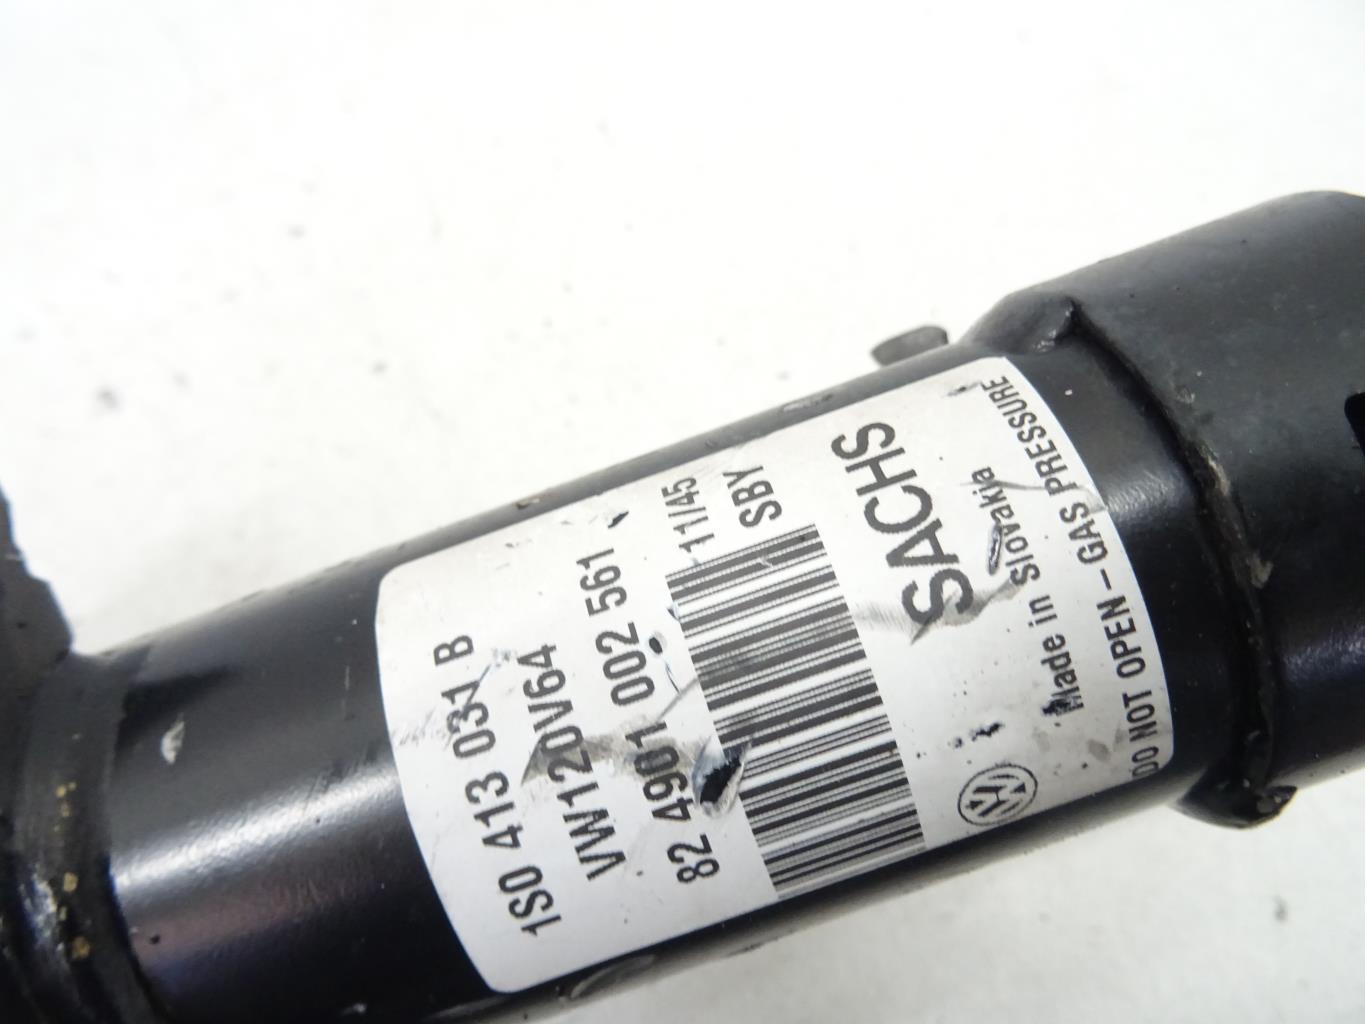 SACHS
Made in Slovakia
DO NOT OPEN - GAS PRESSURE
11/45
SBY
82 4901 002 561
VW120V64
1S0 413 031 B